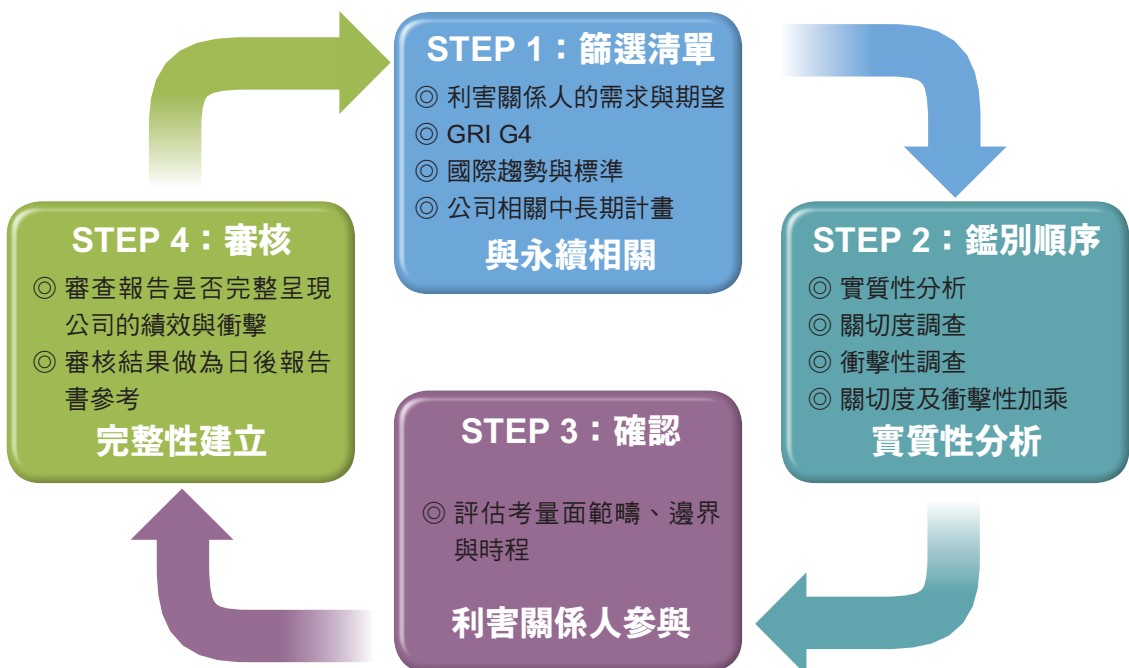 STEP 1：篩選清單
◎ 利害關係人的需求與期望
◎ GRI G4
◎ 國際趨勢與標準
◎ 公司相關中長期計畫
與永續相關
STEP 2：鑑別順序
◎ 實質性分析
◎ 關切度調查
◎ 衝擊性調查
◎ 關切度及衝擊性加乘
實質性分析
STEP 3：確認
◎ 評估考量面範疇、邊界
與時程
利害關係人參與
STEP 4：審核
◎ 審查報告是否完整呈現
公司的績效與衝擊
◎ 審核結果做為日後報告
書參考
完整性建立